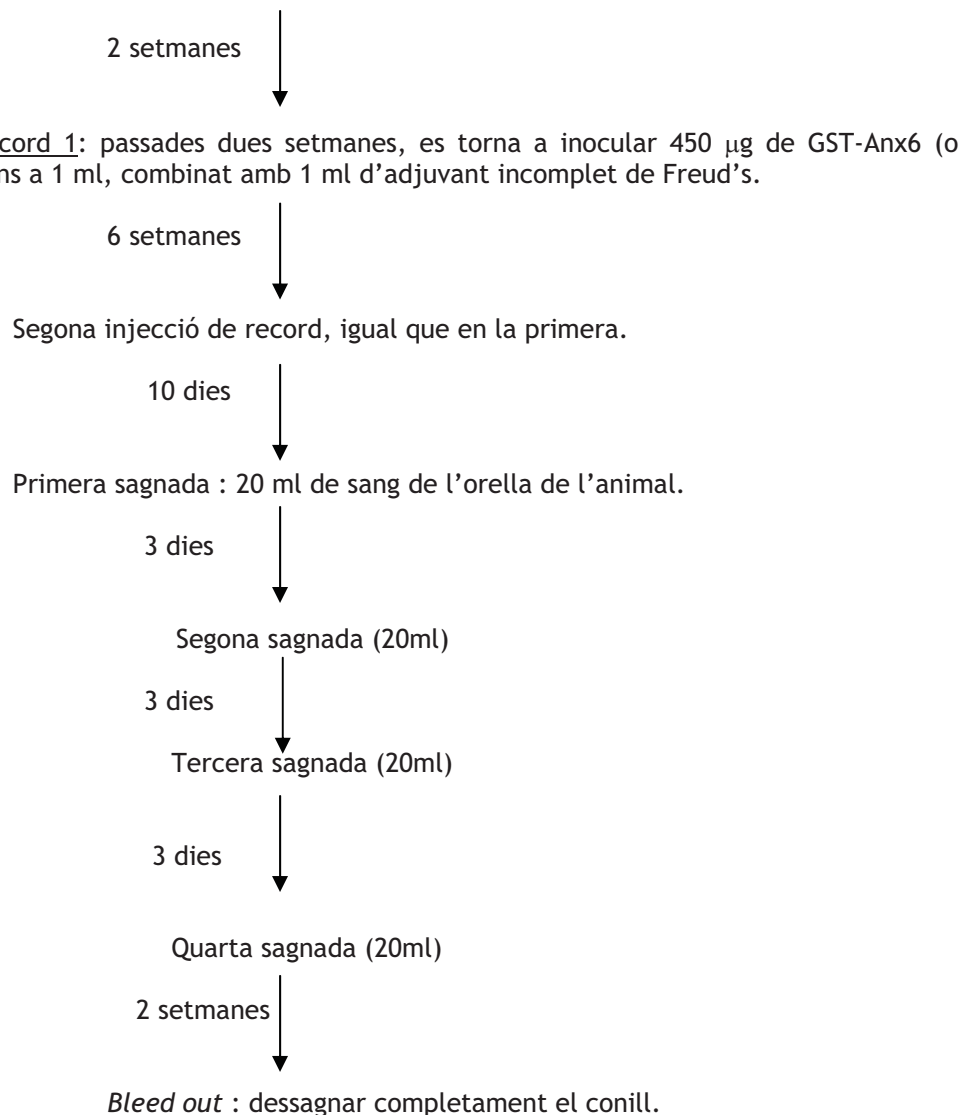 2 setmanes
cord 1: passades dues setmanes, es torna a inocular 450 μg de GST-Anx6 (o
ns a 1 ml, combinat amb 1 ml d’adjuvant incomplet de Freud’s.
6 setmanes
Segona injecció de record, igual que en la primera.
10 dies
Primera sagnada : 20 ml de sang de l’orella de l’animal.
3 dies
Segona sagnada (20ml)
3 dies
Tercera sagnada (20ml)
3 dies
Quarta sagnada (20ml)
2 setmanes
Bleed out : dessagnar completament el conill.